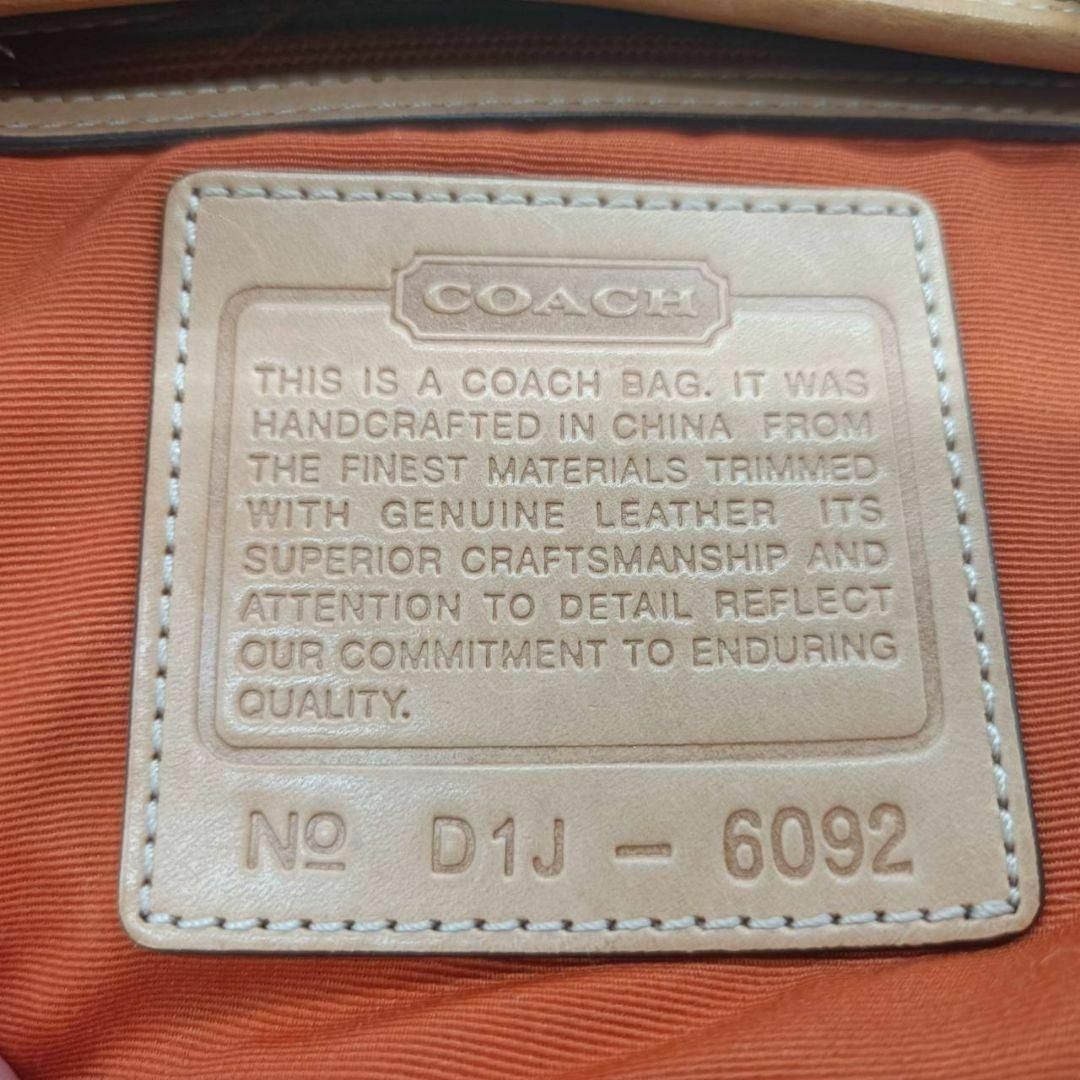 COACH
THIS IS A COACH BAG. IT WAS
HANDCRAFTED IN CHINA FROM
THE FINEST MATERIALS TRIMMED
WITH GENUINE LEATHER ITS
SUPERIOR CRAFTSMANSHIP AND
ATTENTION TO DETAIL REFLECT
OUR COMMITMENT TO ENDURING
QUALITY.
Nº D1J - 6092